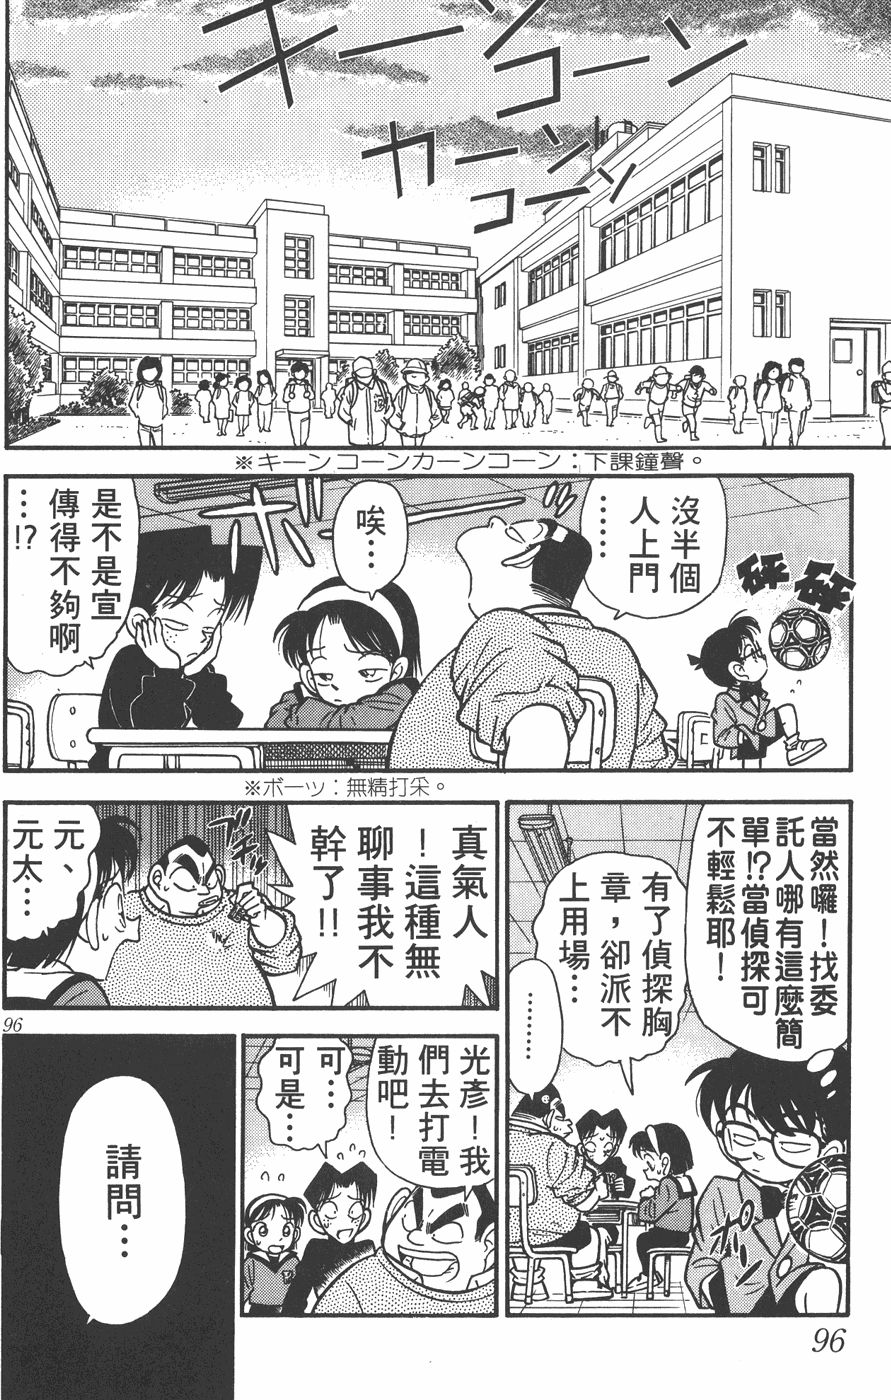 キーンコーン
カーンコーン
※キーンコーンカーンコーン：下課鐘聲。
砰砰
沒半個
人上門
……
唉…
ボーッ
是不是宣
傳得不夠啊
…!?
※ボーッ：無精打采。
當然囉！找委
託人哪有這麼簡
單!?當偵探可
不輕鬆耶！
有了偵探胸
章，卻派不
上用場…
………
ポン
真氣人
！這種無
聊事我不
幹了!!
元、
元太…
光彥！我
們去打電
動吧！
可…
可是…
請問…
96
96